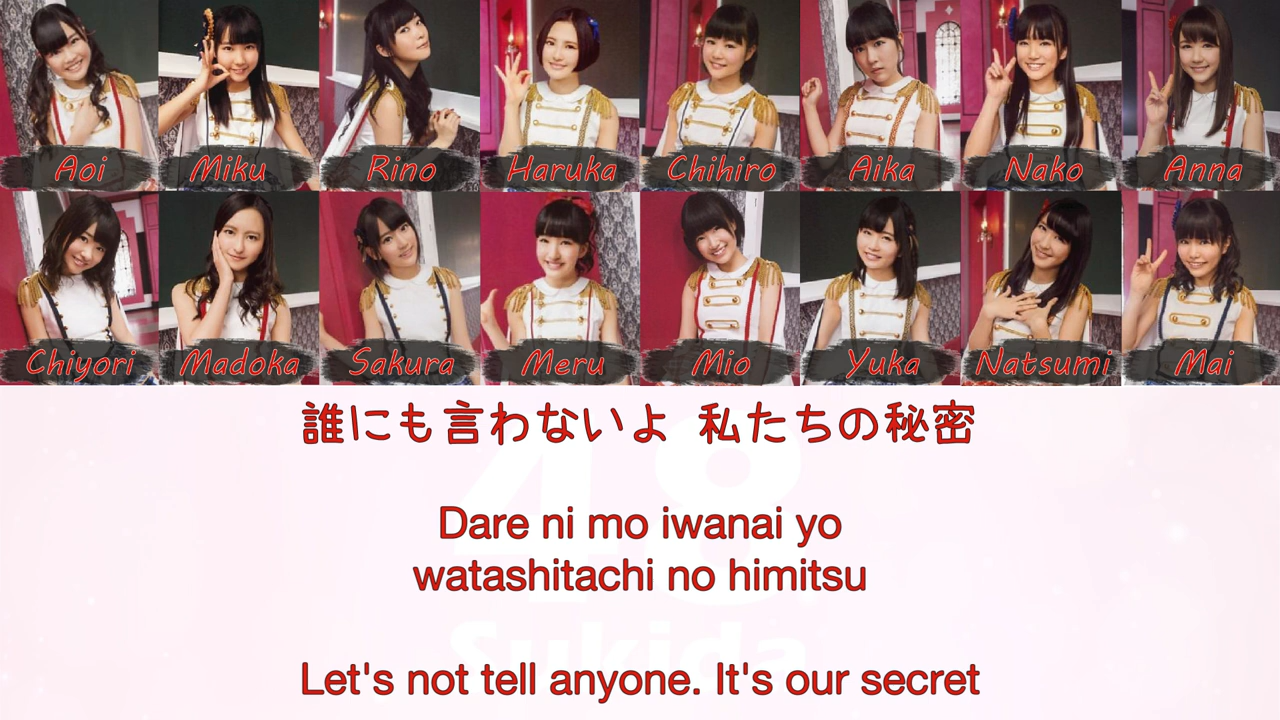 Aoi Miku Rino Haruka Chihiro Aika Nako Anna
Chiyori Madoka Sakura Meru Mio Yuka Natsumi Mai
誰にも言わないよ 私たちの秘密
Dare ni mo iwanai yo
watashitachi no himitsu
Let's not tell anyone. It's our secret
48
Sukida